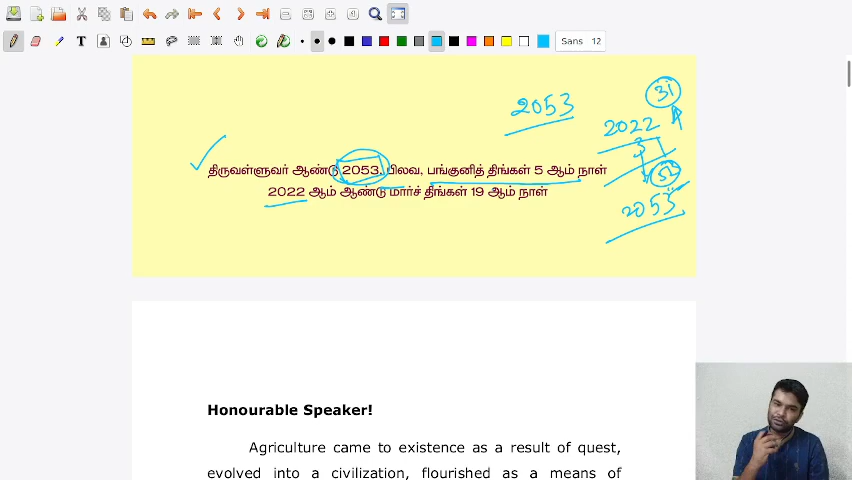 Sans 12
2053
31
2022
திருவள்ளுவர் ஆண்டு 2053, பிலவ, பங்குனித் திங்கள் 5 ஆம் நாள்
2022 ஆம் ஆண்டு மார்ச் திங்கள் 19 ஆம் நாள்
2053
Honourable Speaker!
Agriculture came to existence as a result of quest,
evolved into a civilization, flourished as a means of